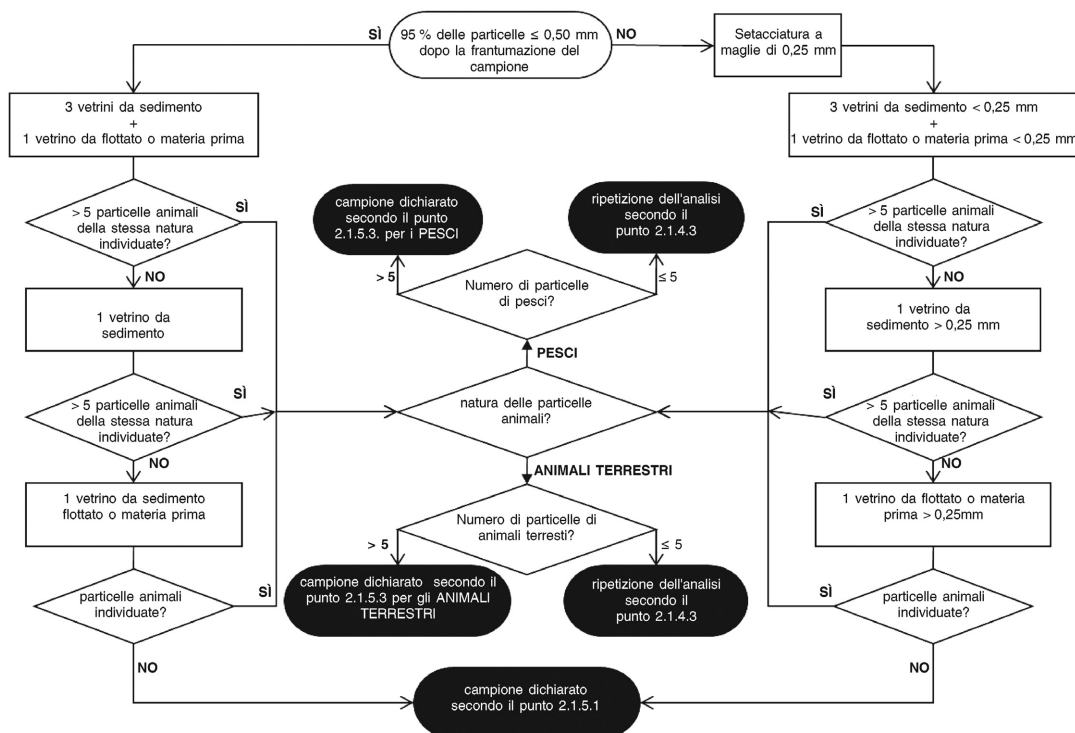 95 % delle particelle ≤ 0,50 mm
dopo la frantumazione del
campione
SÌ
NO
Setacciatura a
maglie di 0,25 mm
3 vetrini da sedimento
+
1 vetrino da flottato o materia prima
3 vetrini da sedimento < 0,25 mm
+
1 vetrino da flottato o materia prima < 0,25 mm
> 5 particelle animali
della stessa natura
individuate?
SÌ
NO
campione dichiarato
secondo il punto
2.1.5.3. per i PESCI
ripetizione dell'analisi
secondo il
punto 2.1.4.3
> 5
≤ 5
Numero di particelle
di pesci?
PESCI
> 5 particelle animali
della stessa natura
individuate?
SÌ
NO
1 vetrino da
sedimento
1 vetrino da
sedimento > 0,25 mm
> 5 particelle animali
della stessa natura
individuate?
SÌ
NO
natura delle particelle
animali?
ANIMALI TERRESTRI
> 5 particelle animali
della stessa natura
individuate?
SÌ
NO
1 vetrino da sedimento
flottato o materia prima
Numero di particelle di
animali terresti?
> 5
≤ 5
1 vetrino da flottato o materia
prima > 0,25mm
particelle animali
individuate?
SÌ
NO
campione dichiarato secondo il
punto 2.1.5.3 per gli ANIMALI
TERRESTRI
ripetizione dell'analisi
secondo il
punto 2.1.4.3
particelle animali
individuate?
SÌ
NO
campione dichiarato
secondo il punto 2.1.5.1